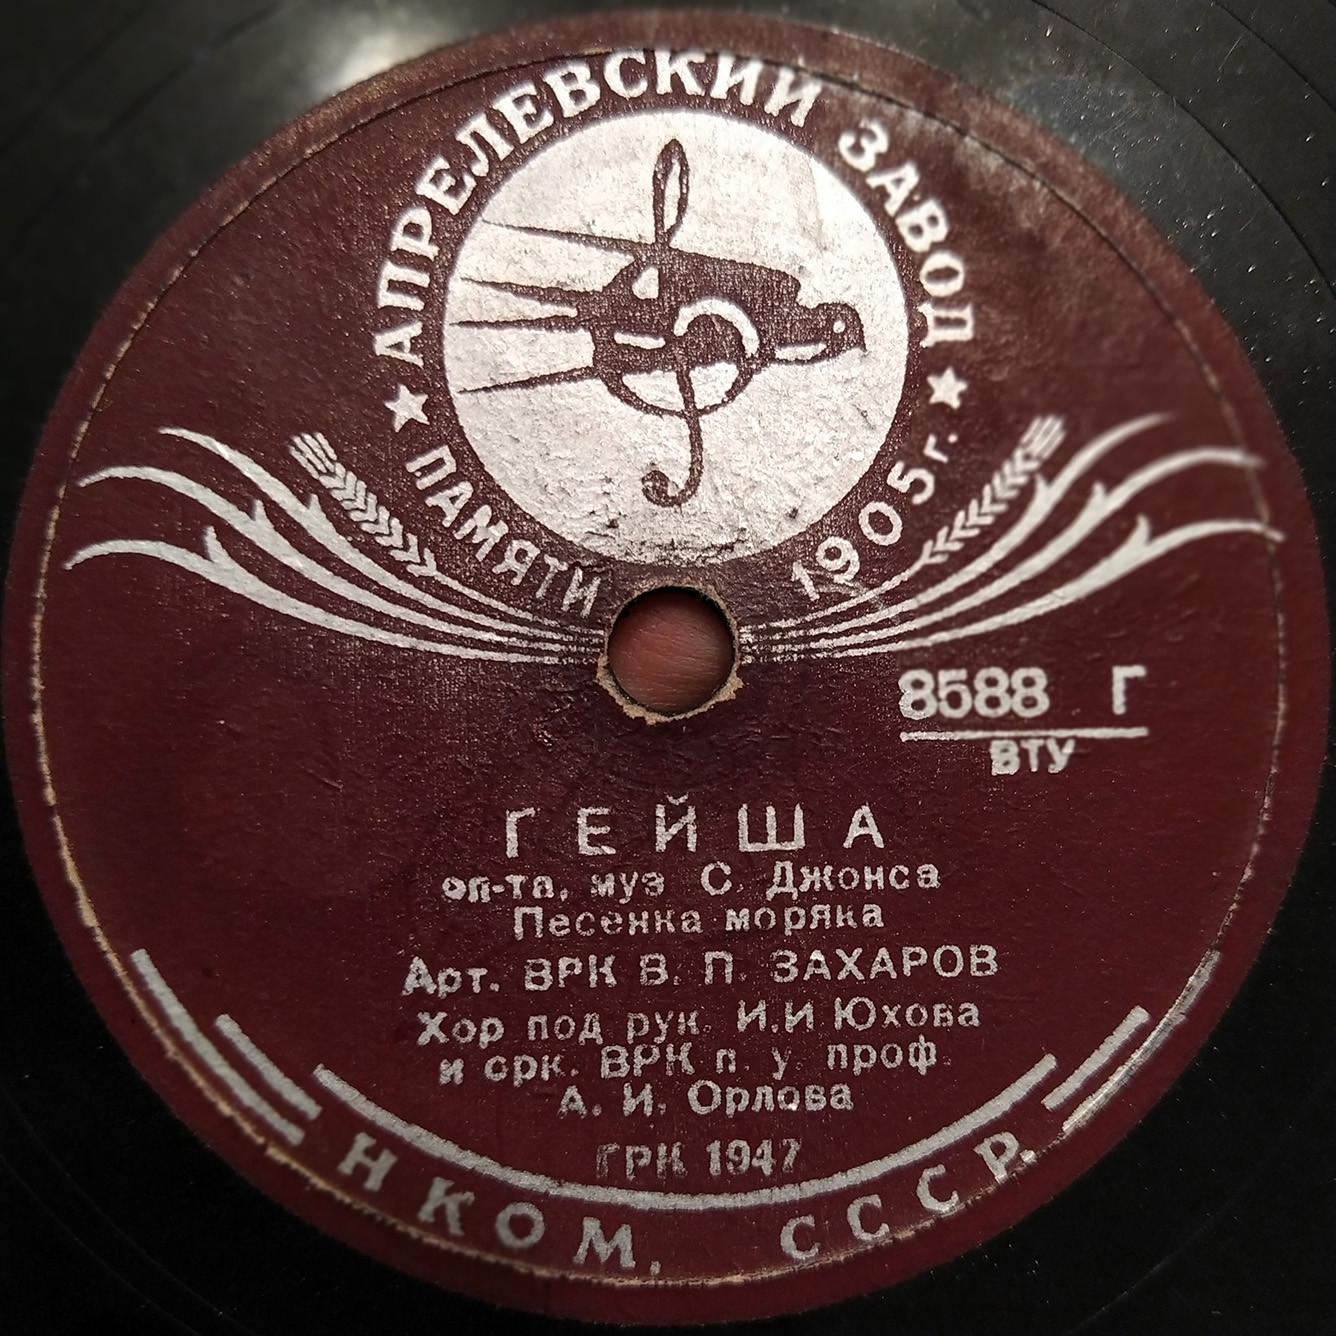 АПРЕЛЕВСКИЙ ЗАВОД
ПАМЯТИ 1905 г.
8588 Г
ВТУ
ГЕЙША
оп-та, муз С. Джонса
Песенка моряка
Арт. ВРК В. П. ЗАХАРОВ
Хор под рук. И.И Юхова
и орк. ВРК п. у. проф.
А. И. Орлова
ГРК 1947
НКОМ. СССР.